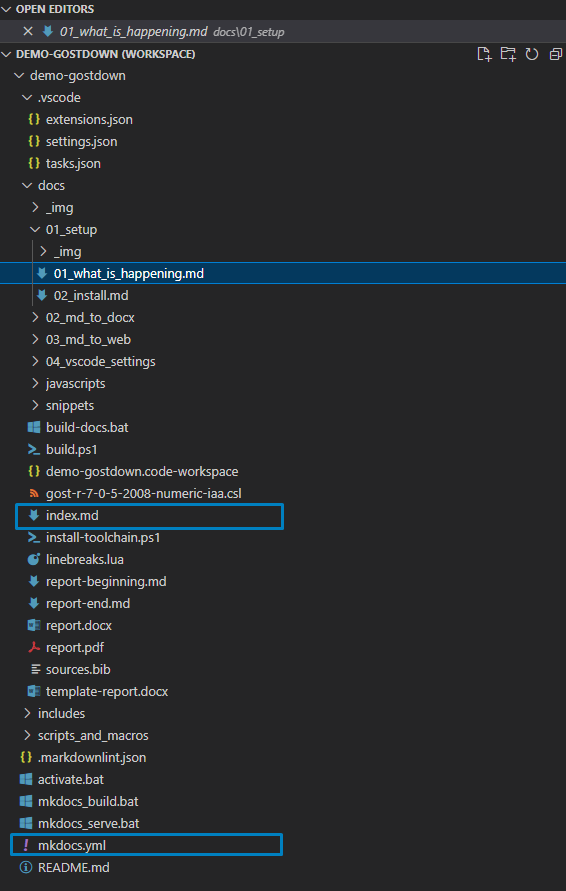 OPEN EDITORS
01_what_is_happening.md docs\01_setup
DEMO-GOSTDOWN (WORKSPACE)
demo-gostdown
.vscode
extensions.json
settings.json
tasks.json
docs
_img
01_setup
_img
01_what_is_happening.md
02_install.md
02_md_to_docx
03_md_to_web
04_vscode_settings
javascripts
snippets
build-docs.bat
build.ps1
demo-gostdown.code-workspace
gost-r-7-0-5-2008-numeric-iaa.csl
index.md
install-toolchain.ps1
linebreaks.lua
report-beginning.md
report-end.md
report.docx
report.pdf
sources.bib
template-report.docx
includes
scripts_and_macros
.markdownlint.json
activate.bat
mkdocs_build.bat
mkdocs_serve.bat
mkdocs.yml
README.md